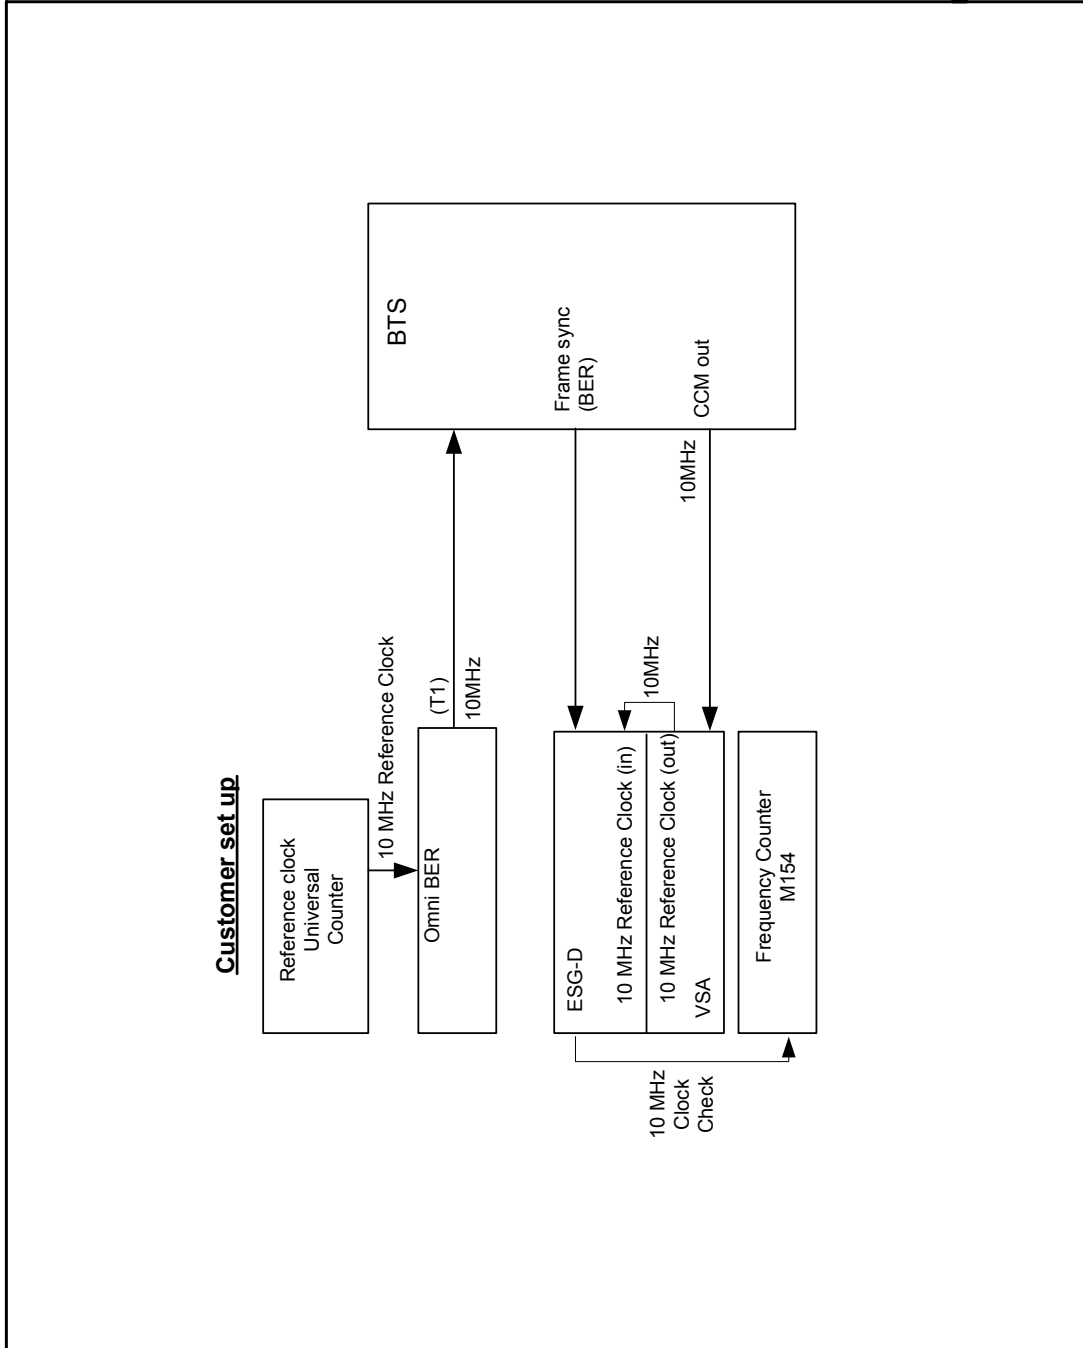 Customer set up
Reference clock
Universal
Counter
10 MHz Reference Clock
Omni BER
(T1)
10MHz
BTS
Frame sync
(BER)
CCM out
10MHz
ESG-D
10 MHz Reference Clock (in)
10 MHz Reference Clock (out)
VSA
10MHz
Frequency Counter
M154
10 MHz
Clock
Check